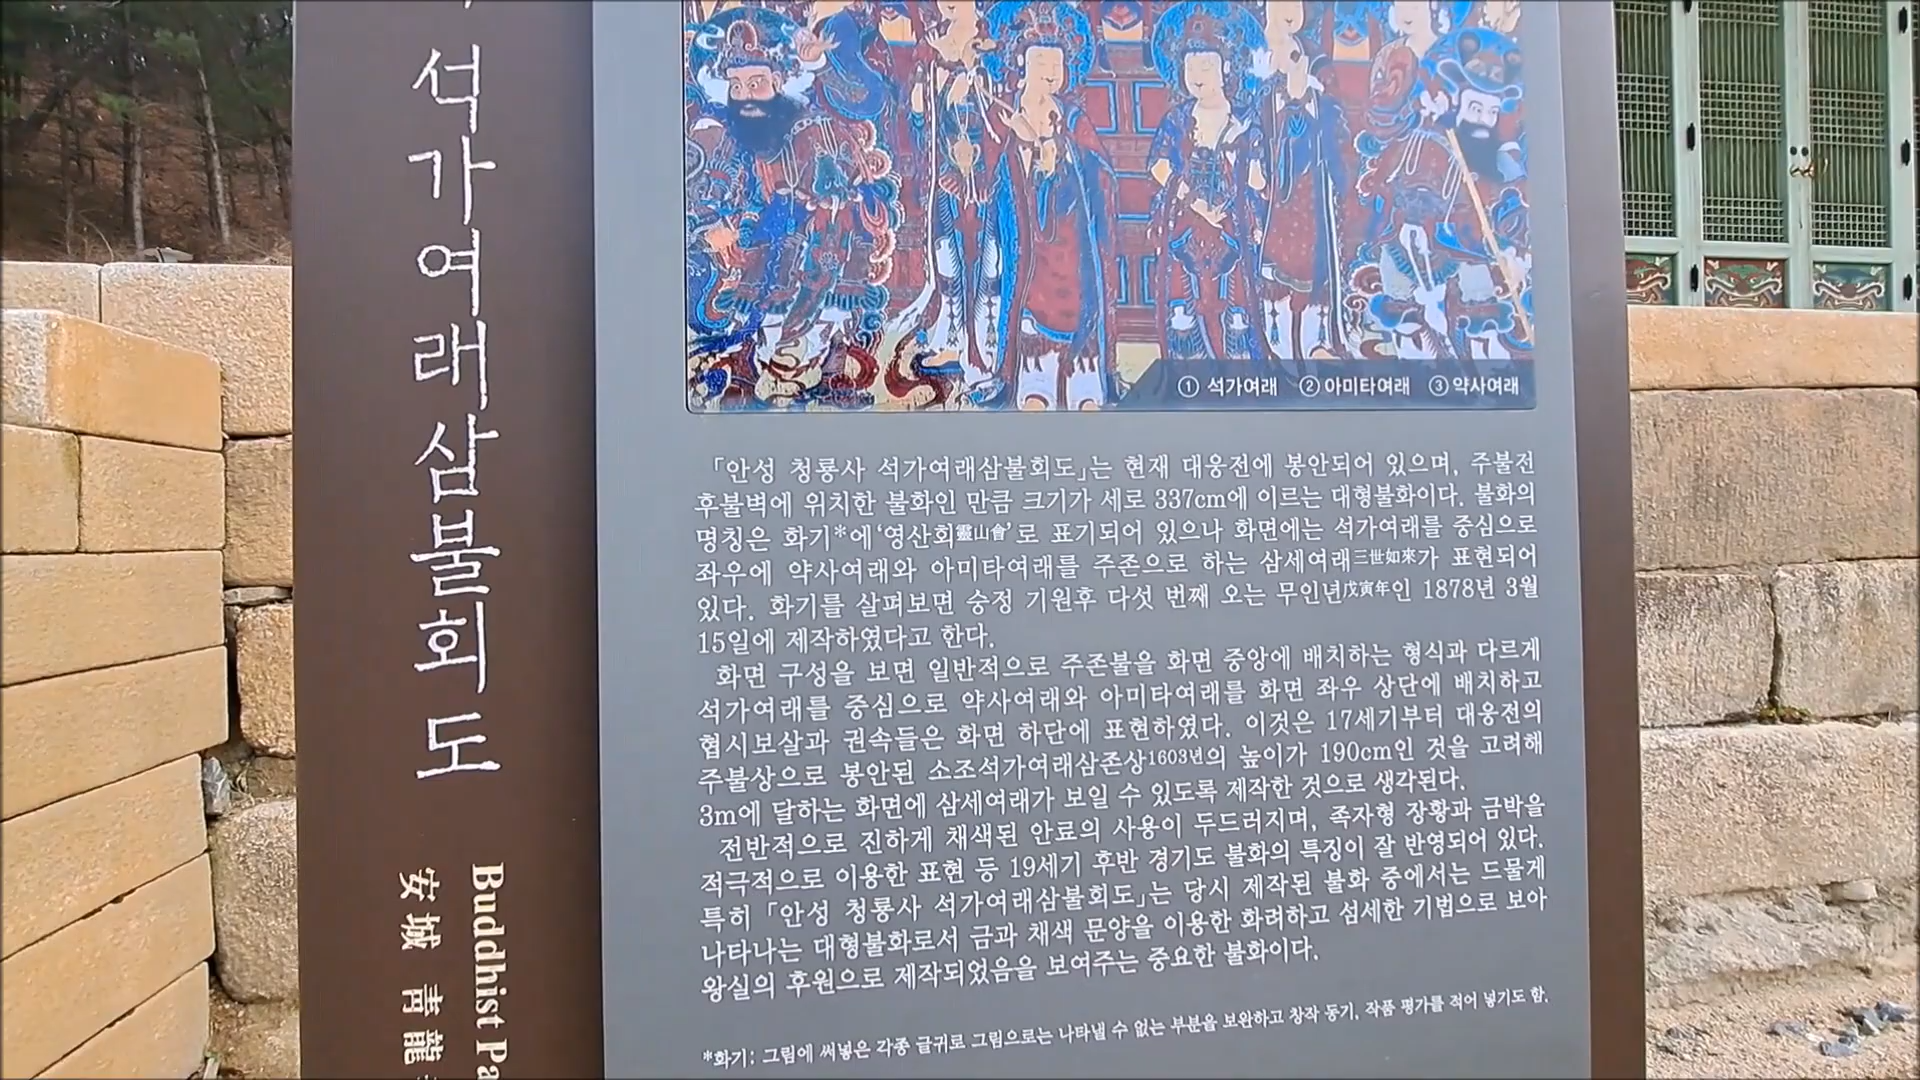 석가여래삼불회도
Buddhist
安城 靑龍
① 석가여래 ② 아미타여래 ③ 약사여래
「안성 청룡사 석가여래삼불회도」는 현재 대웅전에 봉안되어 있으며, 주불전
후불벽에 위치한 불화인 만큼 크기가 세로 337cm에 이르는 대형불화이다. 불화의
명칭은 화기*에 ‘영산회靈山會’로 표기되어 있으나 화면에는 석가여래를 중심으로
좌우에 약사여래와 아미타여래를 주존으로 하는 삼세여래三世如來가 표현되어
있다. 화기를 살펴보면 숭정 기원후 다섯 번째 오는 무인년戊寅年인 1878년 3월
15일에 제작하였다고 한다.
화면 구성을 보면 일반적으로 주존불을 화면 중앙에 배치하는 형식과 다르게
석가여래를 중심으로 약사여래와 아미타여래를 화면 좌우 상단에 배치하고
협시보살과 권속들은 화면 하단에 표현하였다. 이것은 17세기부터 대웅전의
주불상으로 봉안된 소조석가여래삼존상1603년의 높이가 190cm인 것을 고려해
3m에 달하는 화면에 삼세여래가 보일 수 있도록 제작한 것으로 생각된다.
전반적으로 진하게 채색된 안료의 사용이 두드러지며, 족자형 장황과 금박을
적극적으로 이용한 표현 등 19세기 후반 경기도 불화의 특징이 잘 반영되어 있다.
특히 「안성 청룡사 석가여래삼불회도」는 당시 제작된 불화 중에서는 드물게
나타나는 대형불화로서 금과 채색 문양을 이용한 화려하고 섬세한 기법으로 보아
왕실의 후원으로 제작되었음을 보여주는 중요한 불화이다.
*화기: 그림에 써넣은 각종 글귀로 그림으로는 나타낼 수 없는 부분을 보완하고 창작 동기, 작품 평가를 적어 넣기도 함.